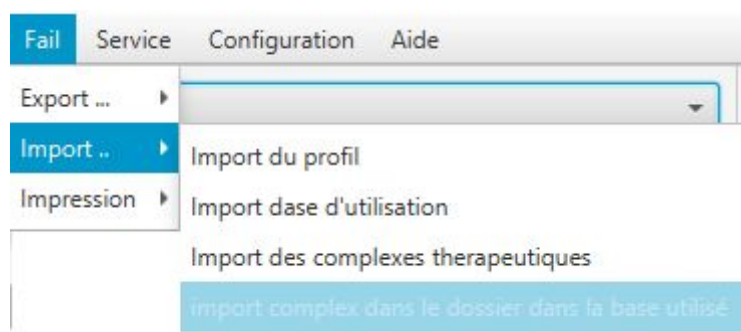 Fail Service Configuration Aide
Export ...
Import ..
Import du profil
Impression
Import dase d'utilisation
Import des complexes therapeutiques
import complex dans le dossier dans la base utilisé